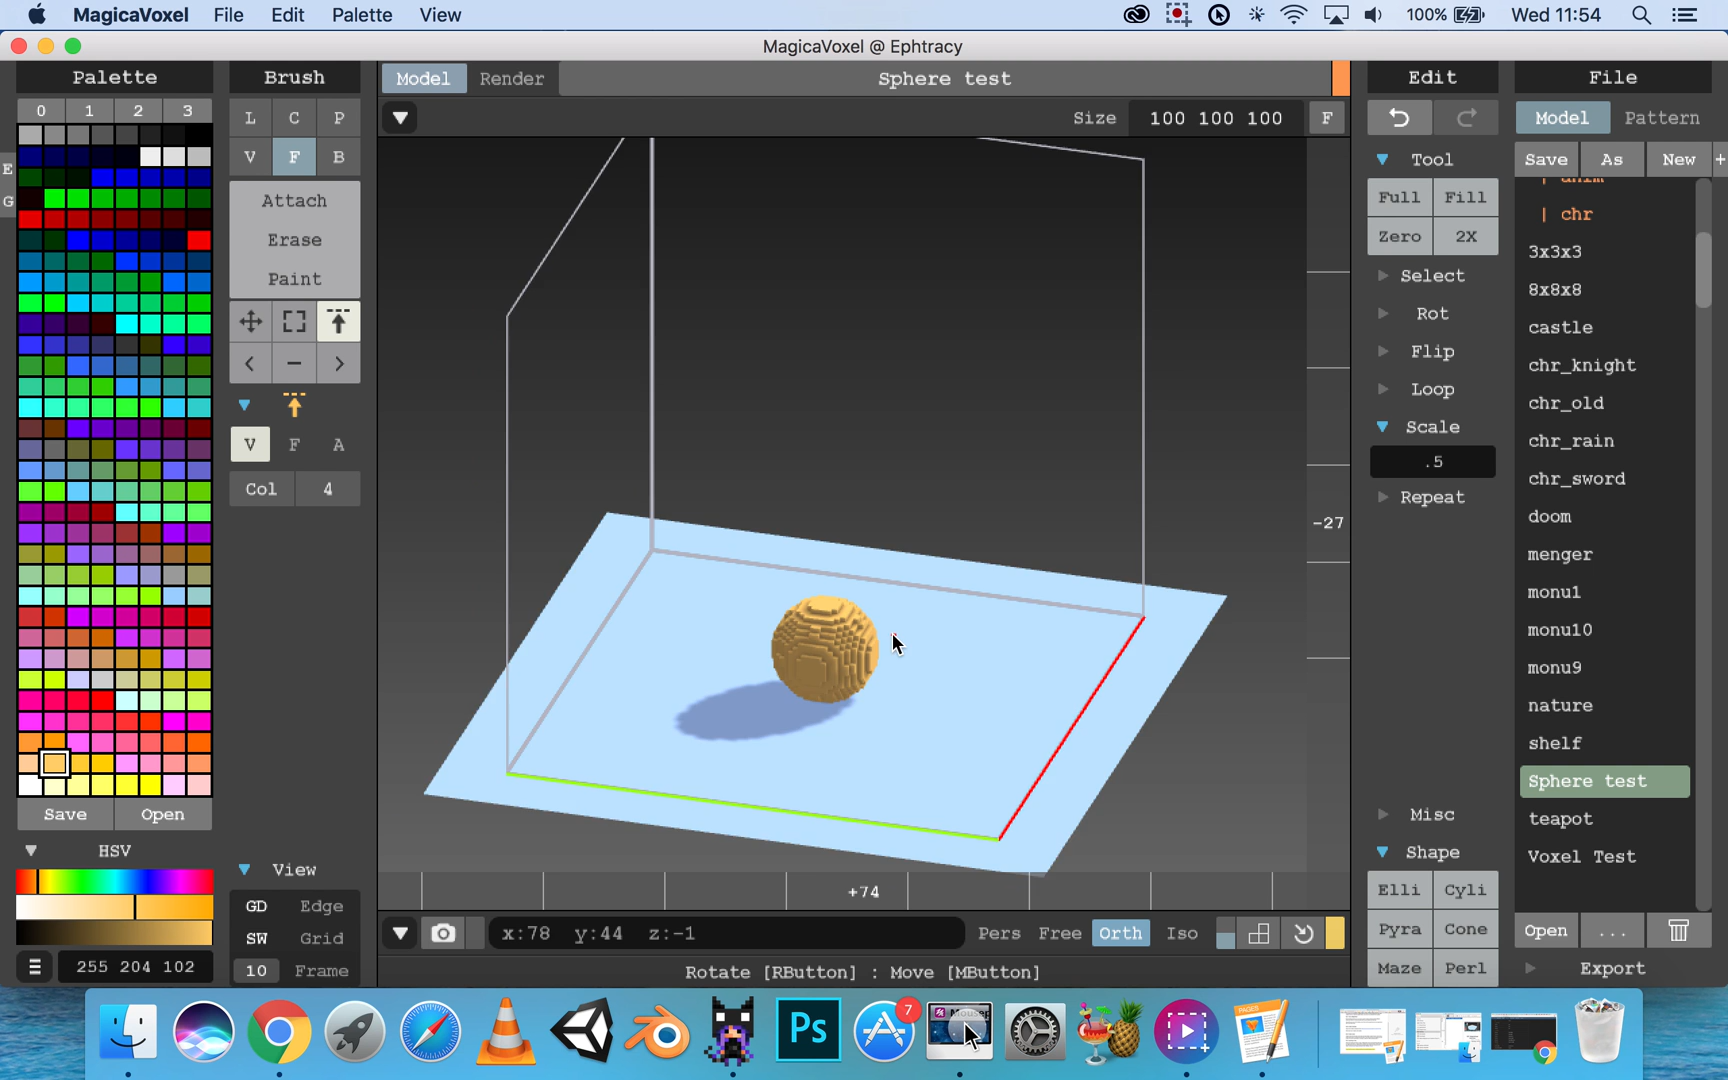 MagicaVoxel File Edit Palette View 100% Wed 11:54
MagicaVoxel @ Ephtracy
Palette
0 1 2 3
E
G
Save Open
HSV
255 204 102
Brush
L C P
V F B
Attach
Erase
Paint
V F A
Col 4
View
GD Edge
SW Grid
10 Frame
Model Render Sphere test
Size 100 100 100 F
-27
+74
x:78 y:44 z:-1 Pers Free Orth Iso
Rotate [RButton] : Move [MButton]
Edit
Tool
Full Fill
Zero 2X
Select
Rot
Flip
Loop
Scale
.5
Repeat
Misc
Shape
Elli Cyli
Pyra Cone
Maze Perl
File
Model Pattern
Save As New +
| anim
| chr
3x3x3
8x8x8
castle
chr_knight
chr_old
chr_rain
chr_sword
doom
menger
monu1
monu10
monu9
nature
shelf
Sphere test
teapot
Voxel Test
Open ...
Export
Ps
7
PAGES